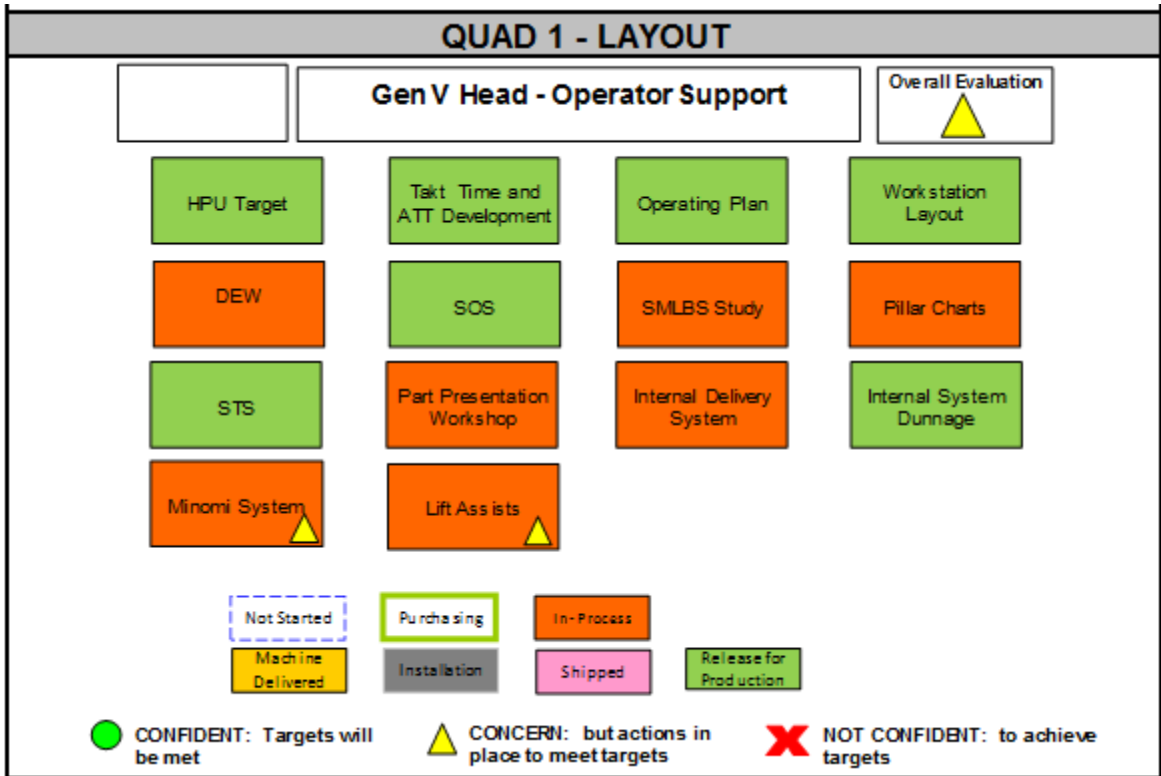 QUAD 1 - LAYOUT
Gen V Head - Operator Support
Overall Evaluation
HPU Target
Takt Time and
ATT Development
Operating Plan
Workstation
Layout
DEW
SOS
SMLBS Study
Pillar Charts
STS
Part Presentation
Workshop
Internal Delivery
System
Internal System
Dunnage
Minomi System
Lift Assists
Not Started
Purchasing
In-Process
Machine
Delivered
Installation
Shipped
Release for
Production
CONFIDENT: Targets will
be met
CONCERN: but actions in
place to meet targets
NOT CONFIDENT: to achieve
targets